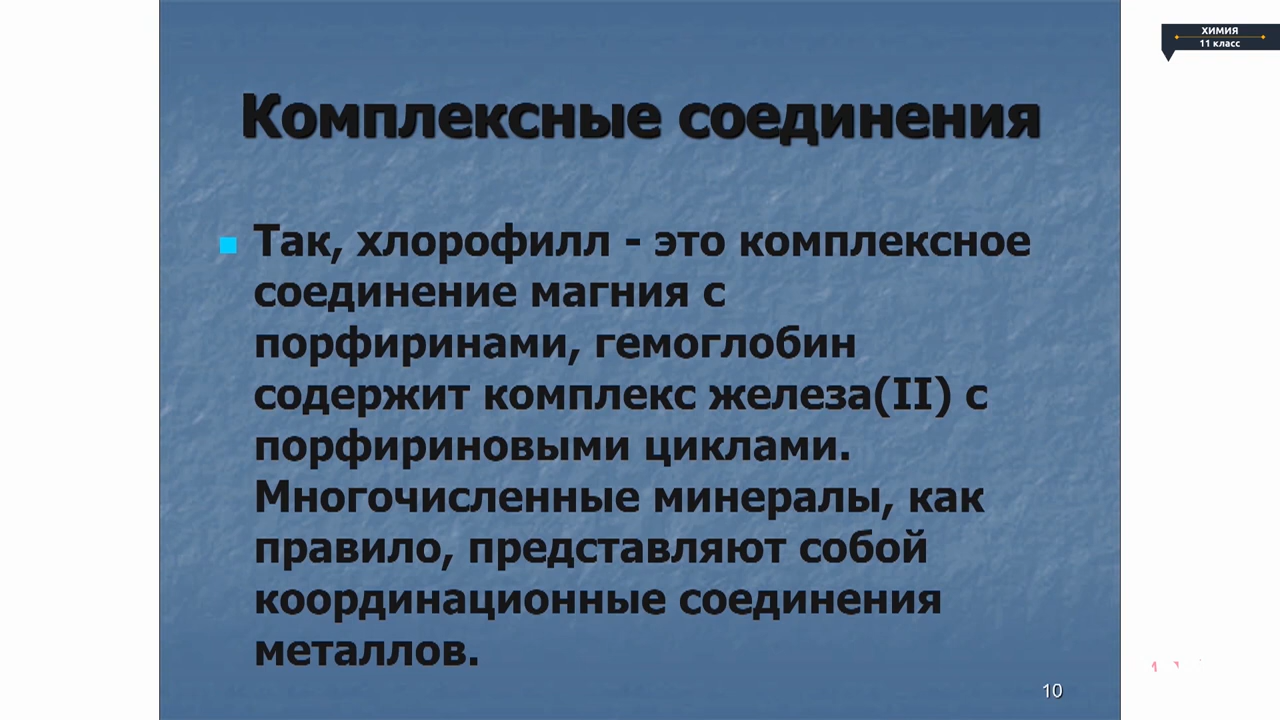 ХИМИЯ
11 класс
Комплексные соединения
Так, хлорофилл - это комплексное
соединение магния с
порфиринами, гемоглобин
содержит комплекс железа(II) с
порфириновыми циклами.
Многочисленные минералы, как
правило, представляют собой
координационные соединения
металлов.
10